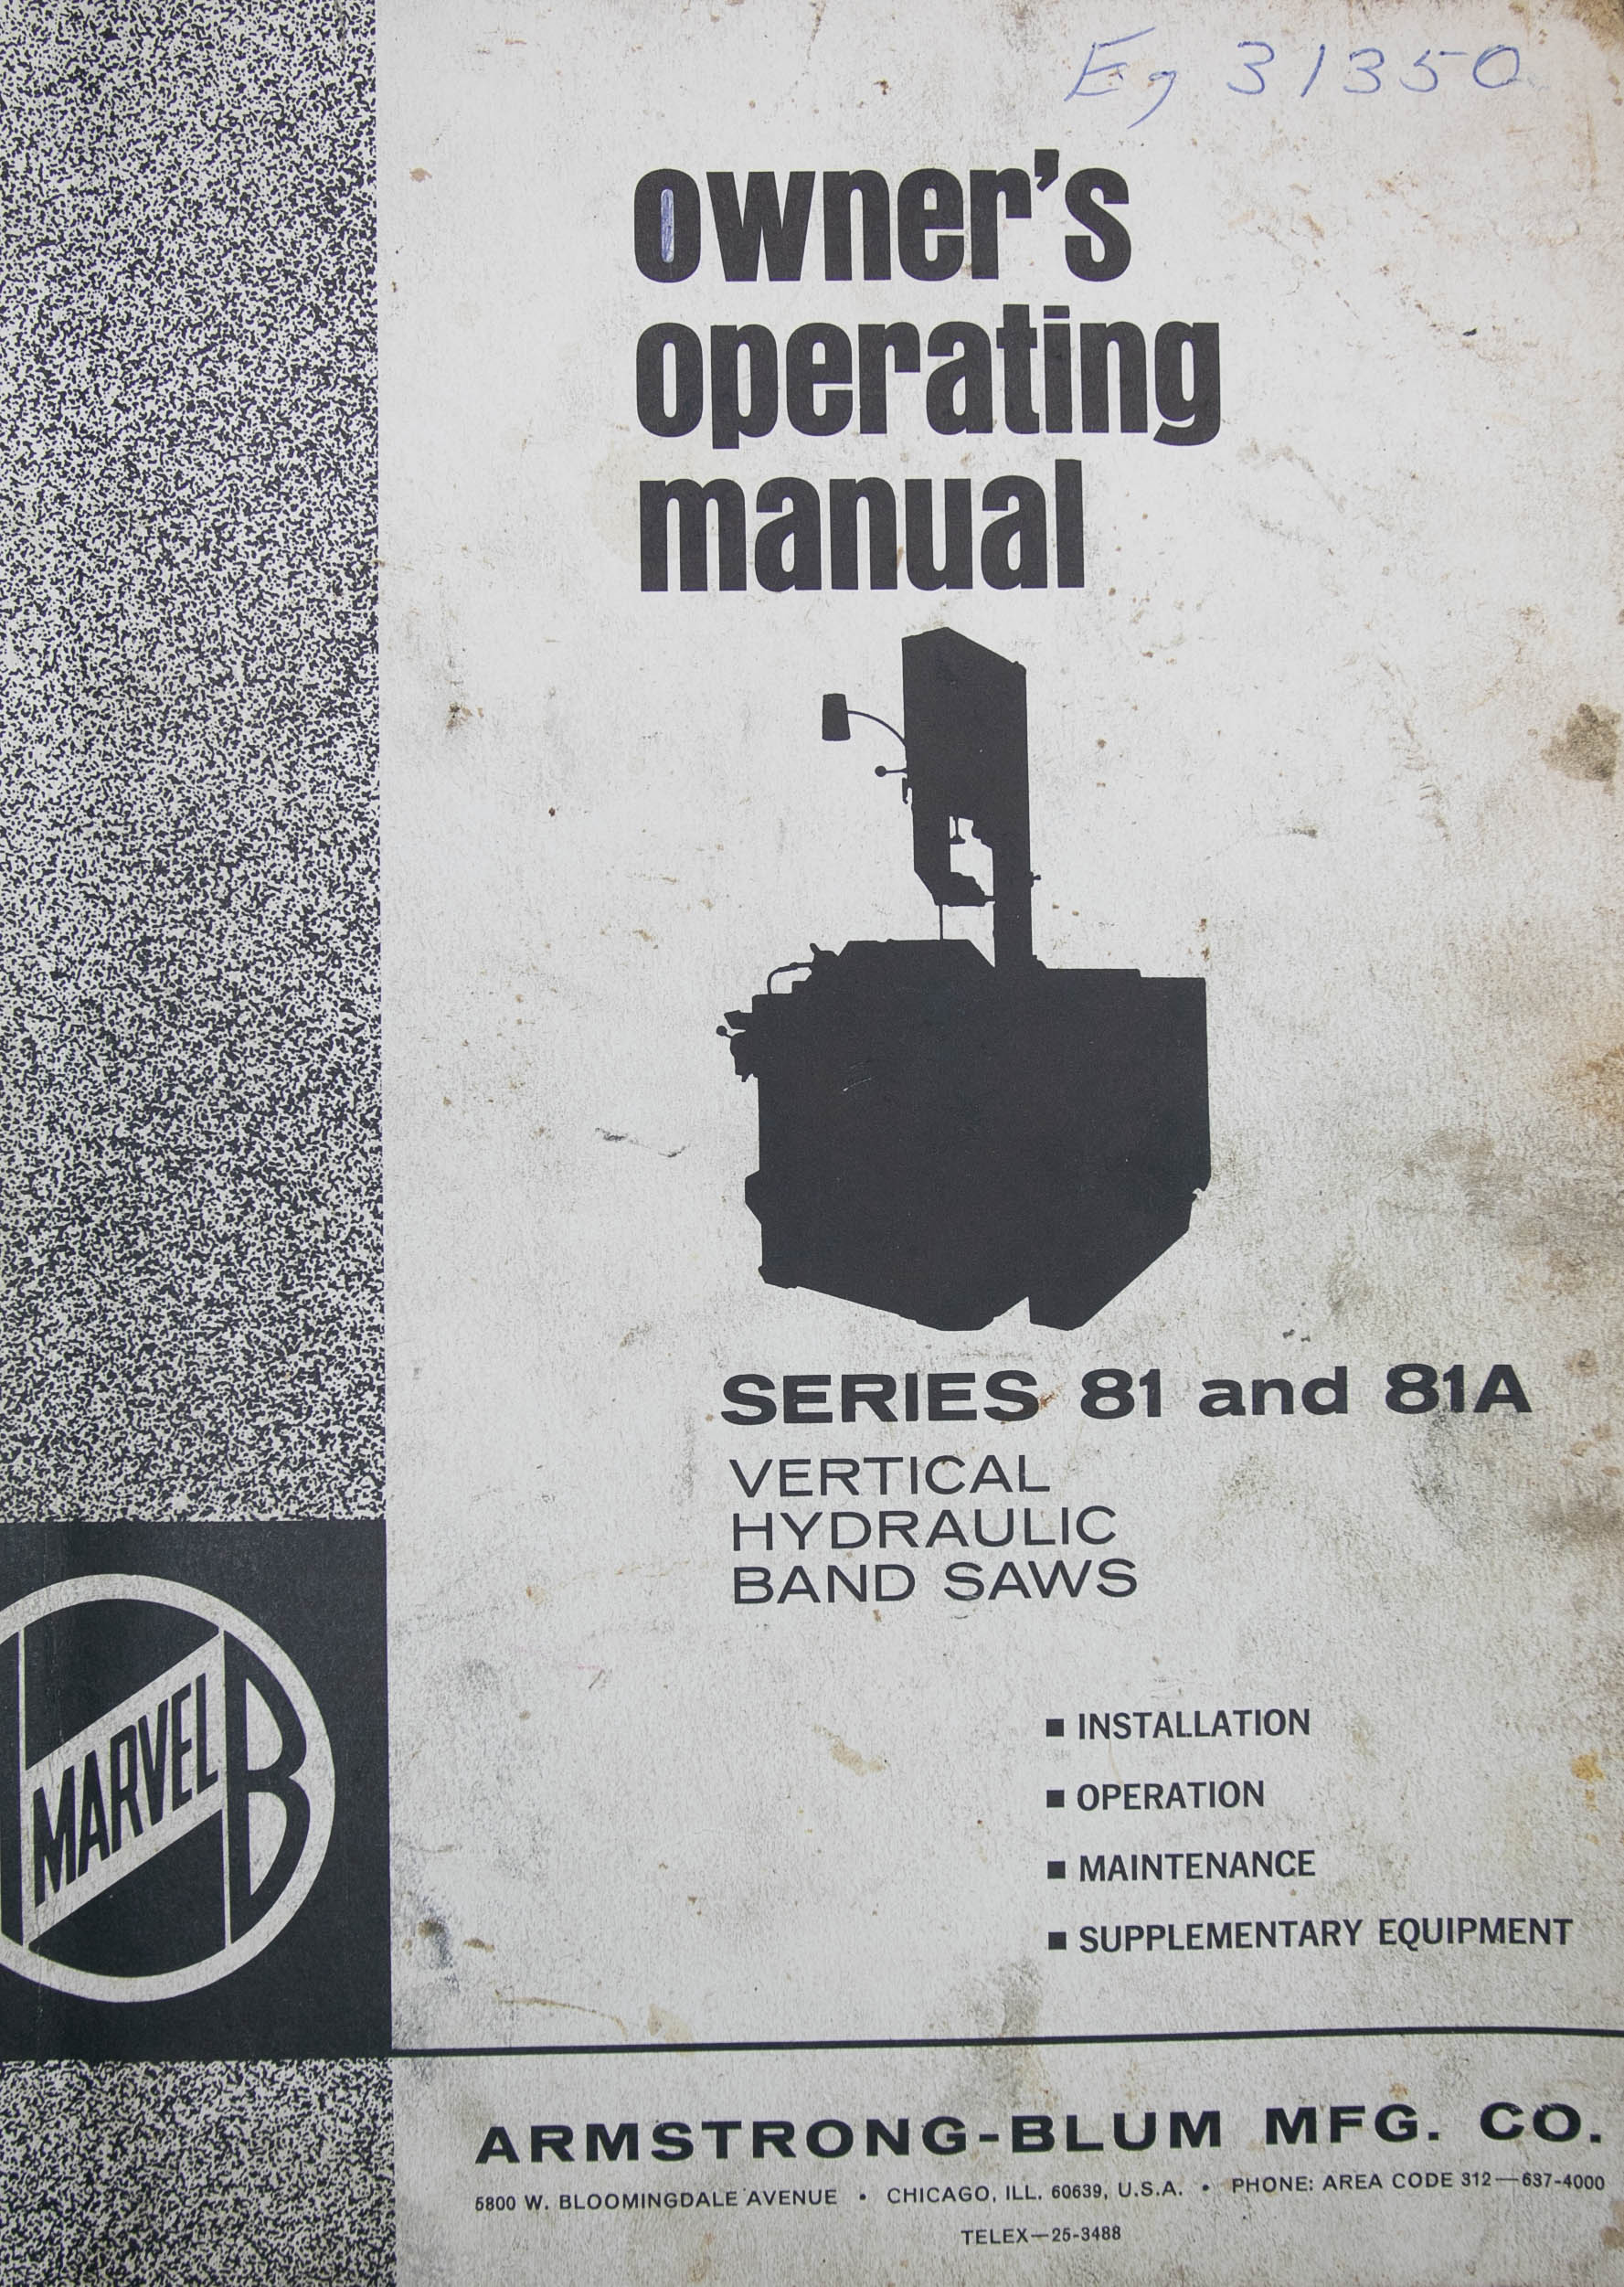 Eq 31350
owner's
operating
manual
SERIES 81 and 81A
VERTICAL
HYDRAULIC
BAND SAWS
■ INSTALLATION
■ OPERATION
■ MAINTENANCE
■ SUPPLEMENTARY EQUIPMENT
MARVEL B
ARMSTRONG-BLUM MFG. CO.
5800 W. BLOOMINGDALE AVENUE • CHICAGO, ILL. 60639, U.S.A. • PHONE: AREA CODE 312—637-4000
TELEX—25-3488